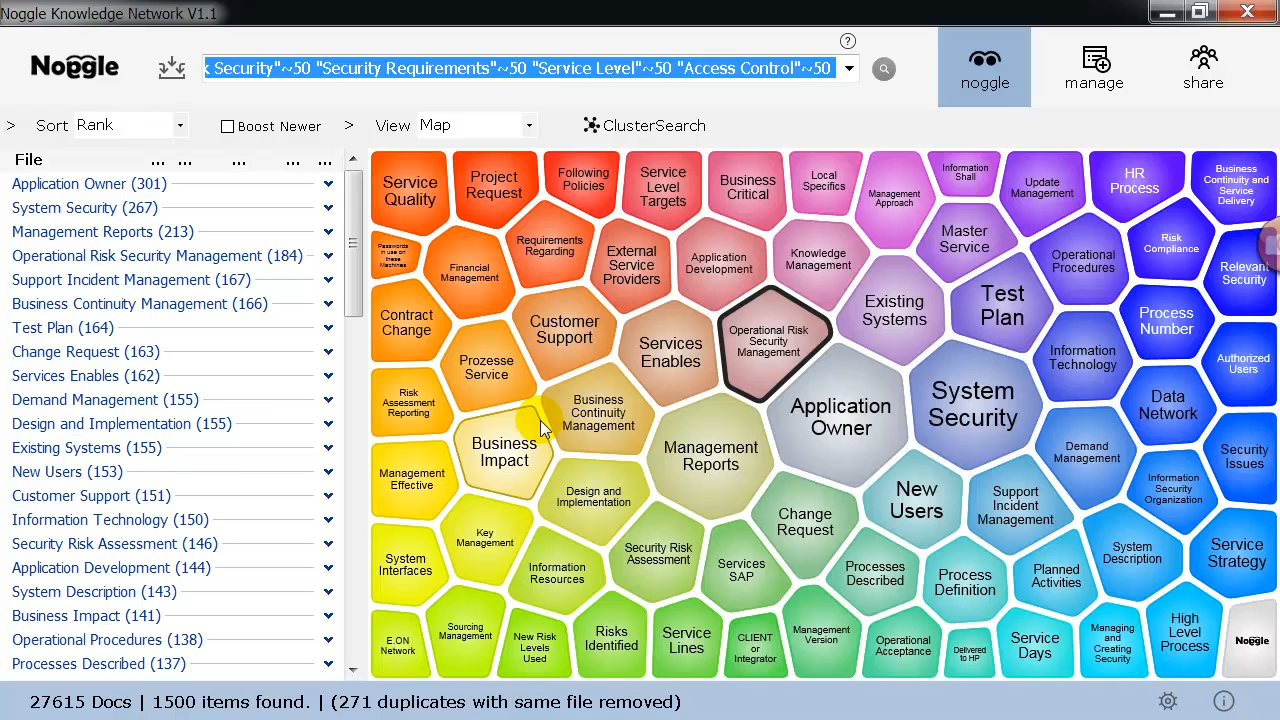 Noggle Knowledge Network V1.1
Noggle
k Security"~50 "Security Requirements"~50 "Service Level"~50 "Access Control"~50
?
noggle
manage
share
> Sort Rank
Boost Newer
>
View Map
ClusterSearch
File ... ... ... ... ...
Application Owner (301)
System Security (267)
Management Reports (213)
Operational Risk Security Management (184)
Support Incident Management (167)
Business Continuity Management (166)
Test Plan (164)
Change Request (163)
Services Enables (162)
Demand Management (155)
Design and Implementation (155)
Existing Systems (155)
New Users (153)
Customer Support (151)
Information Technology (150)
Security Risk Assessment (146)
Application Development (144)
System Description (143)
Business Impact (141)
Operational Procedures (138)
Processes Described (137)
Service
Quality
Project
Request
Following
Policies
Service
Level
Targets
Business
Critical
Local
Specifics
Management
Approach
Information
Shall
Update
Management
HR
Process
Business
Continuity and
Service
Delivery
Passwords
in use on
these
Machines
Financial
Management
Requirements
Regarding
External
Service
Providers
Application
Development
Knowledge
Management
Master
Service
Operational
Procedures
Risk
Compliance
Relevant
Security
Contract
Change
Prozesse
Service
Customer
Support
Services
Enables
Operational Risk
Security
Management
Existing
Systems
Test
Plan
Information
Technology
Process
Number
Authorized
Users
Risk
Assessment
Reporting
Business
Impact
Business
Continuity
Management
Management
Reports
Application
Owner
System
Security
Demand
Management
Data
Network
Security
Issues
Management
Effective
Key
Management
Design and
Implementation
Security Risk
Assessment
Change
Request
New
Users
Support
Incident
Management
Information
Security
Organization
System
Interfaces
Information
Resources
Services
SAP
Processes
Described
Process
Definition
Planned
Activities
System
Description
Service
Strategy
E.ON
Network
Sourcing
Management
New Risk
Levels
Used
Risks
Identified
Service
Lines
CLIENT
or
Integrator
Management
Version
Operational
Acceptance
Delivered
to HP
Service
Days
Managing
and
Creating
Security
High
Level
Process
Noggle
27615 Docs | 1500 items found. | (271 duplicates with same file removed)